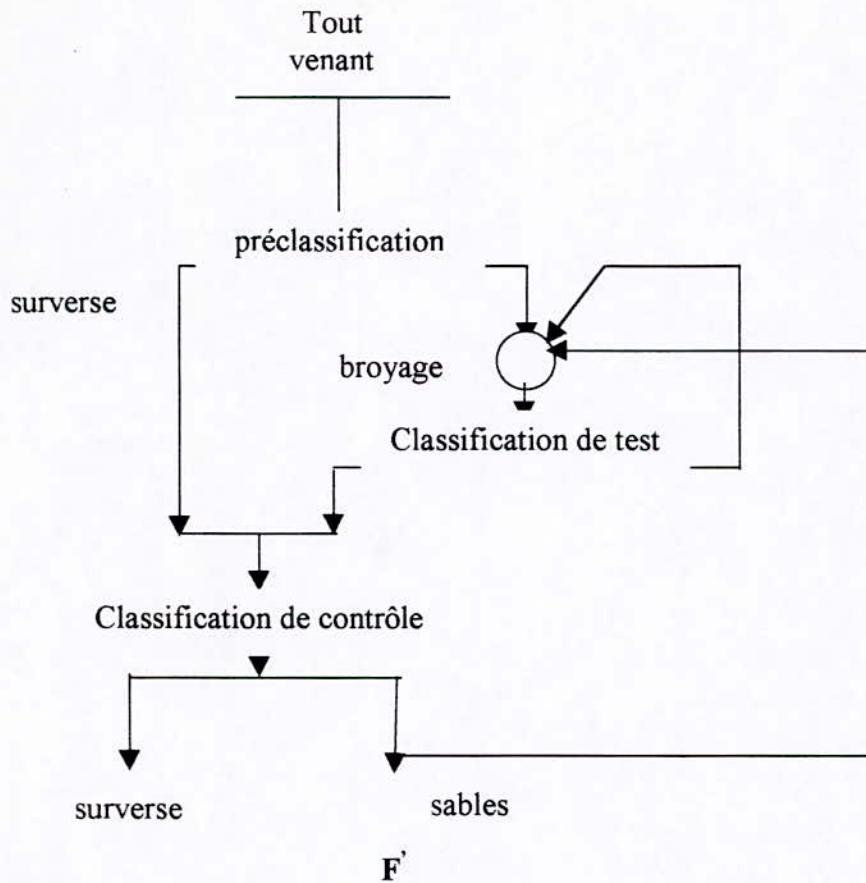 Tout
venant
préclassification
surverse
broyage
Classification de test
Classification de contrôle
surverse
sables
F'